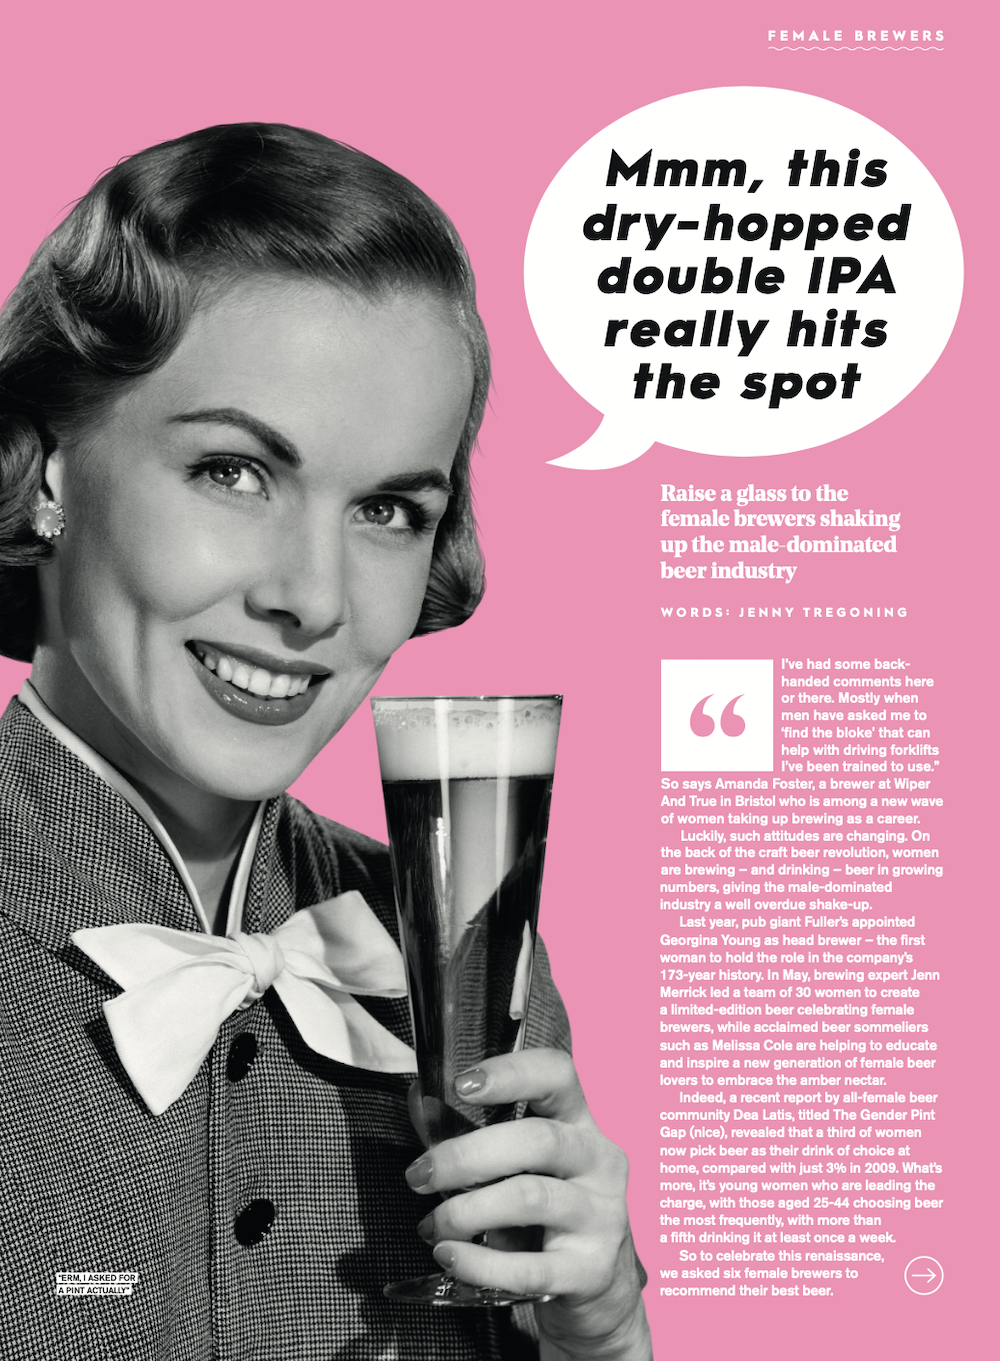 FEMALE BREWERS
Mmm, this
dry-hopped
double IPA
really hits
the spot
Raise a glass to the
female brewers shaking
up the male-dominated
beer industry
WORDS: JENNY TREGONING
“
I’ve had some back-
handed comments here
or there. Mostly when
men have asked me to
‘find the bloke’ that can
help with driving forklifts
I’ve been trained to use.”
So says Amanda Foster, a brewer at Wiper
And True in Bristol who is among a new wave
of women taking up brewing as a career.
Luckily, such attitudes are changing. On
the back of the craft beer revolution, women
are brewing – and drinking – beer in growing
numbers, giving the male-dominated
industry a well overdue shake-up.
Last year, pub giant Fuller’s appointed
Georgina Young as head brewer – the first
woman to hold the role in the company’s
173-year history. In May, brewing expert Jenn
Merrick led a team of 30 women to create
a limited-edition beer celebrating female
brewers, while acclaimed beer sommeliers
such as Melissa Cole are helping to educate
and inspire a new generation of female beer
lovers to embrace the amber nectar.
Indeed, a recent report by all-female beer
community Dea Latis, titled The Gender Pint
Gap (nice), revealed that a third of women
now pick beer as their drink of choice at
home, compared with just 3% in 2009. What’s
more, it’s young women who are leading the
charge, with those aged 25-44 choosing beer
the most frequently, with more than
a fifth drinking it at least once a week.
So to celebrate this renaissance,
we asked six female brewers to
recommend their best beer.
“ERM, I ASKED FOR
A PINT ACTUALLY”